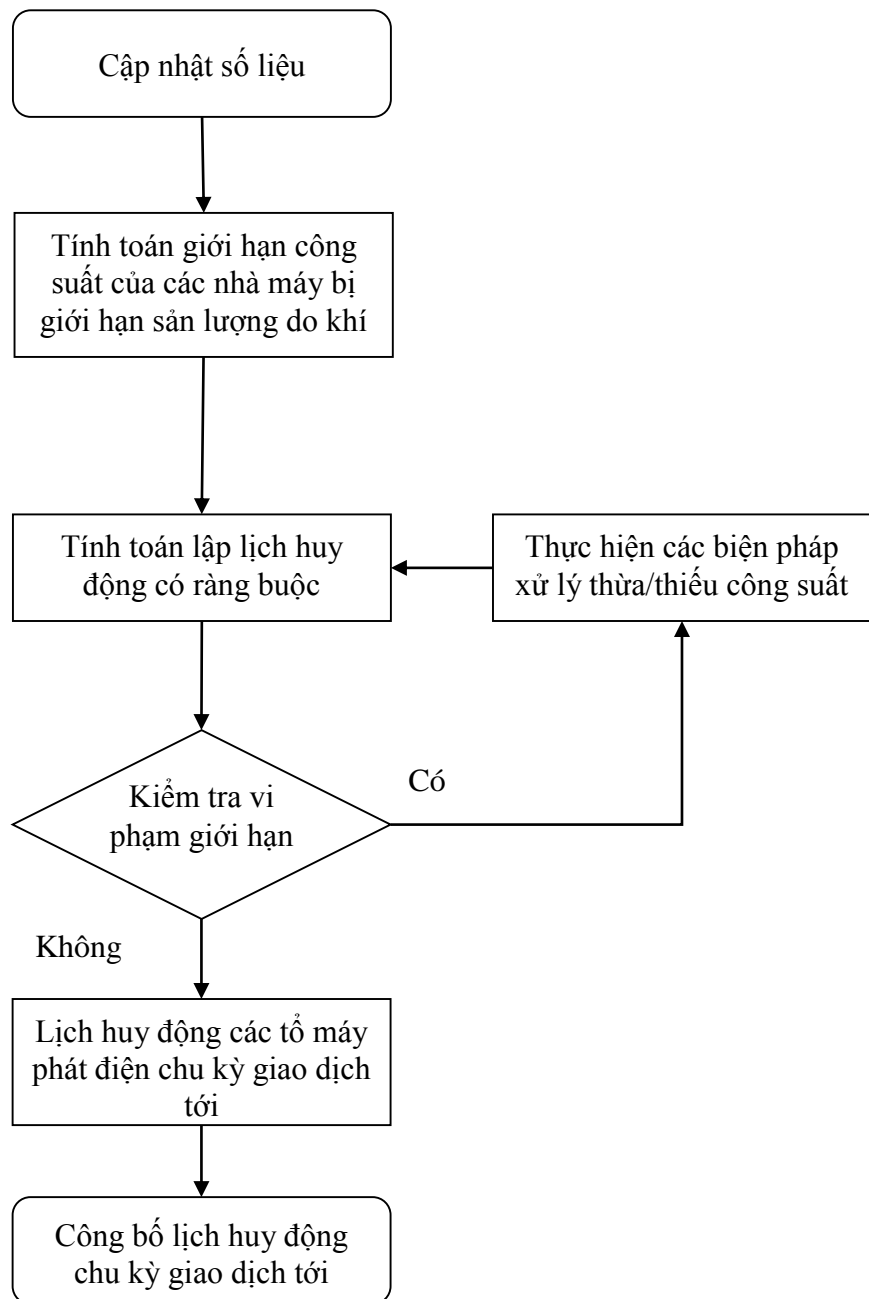 Cập nhật số liệu
Tính toán giới hạn công
suất của các nhà máy bị
giới hạn sản lượng do khí
Tính toán lập lịch huy
động có ràng buộc
Thực hiện các biện pháp
xử lý thừa/thiếu công suất
Kiểm tra vi
phạm giới hạn
Có
Không
Lịch huy động các tổ máy
phát điện chu kỳ giao dịch
tới
Công bố lịch huy động
chu kỳ giao dịch tới